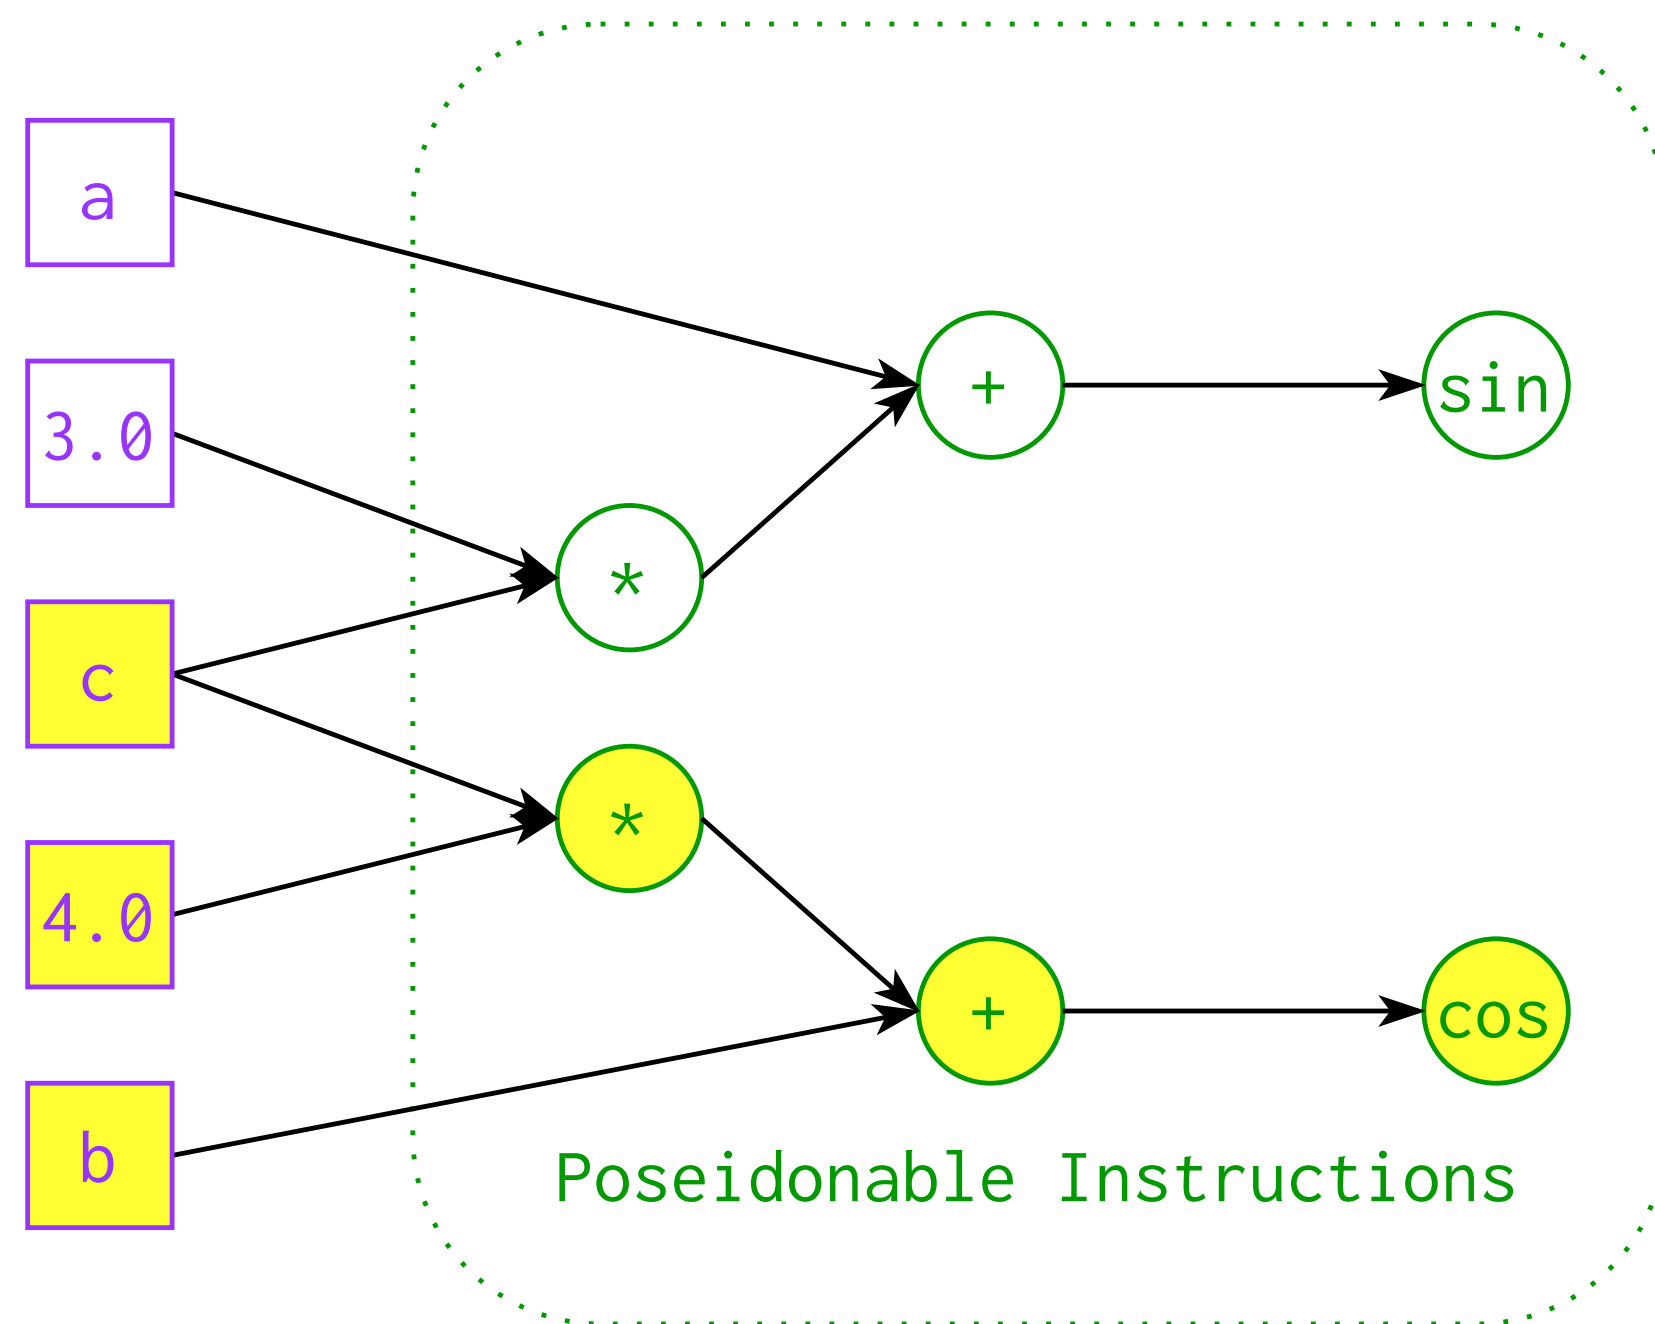 a
3.0
+
sin
*
c
*
4.0
+
cos
b
Poseidonable Instructions